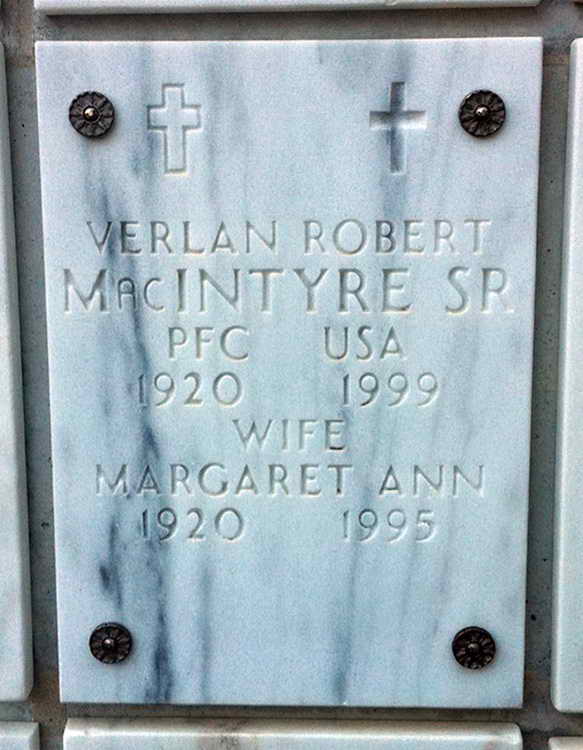 VERLAN ROBERT
MacINTYRE SR
PFC USA
1920 1999
WIFE
MARGARET ANN
1920 1995